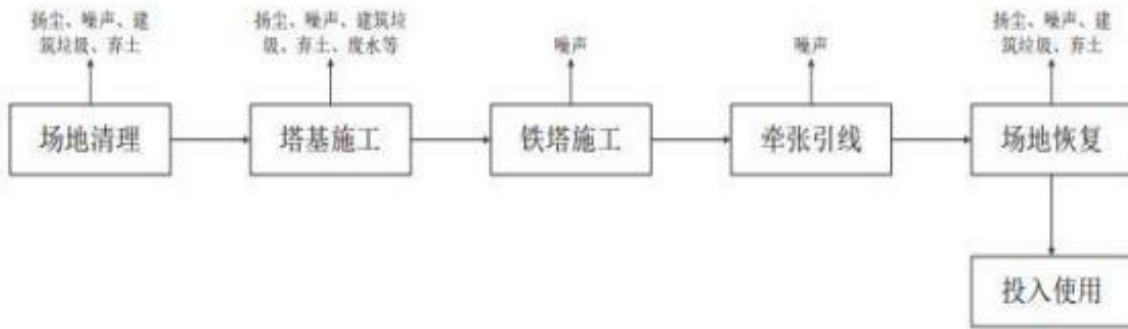 扬尘、噪声、建
筑垃圾、弃土
扬尘、噪声、建筑垃
圾、弃土、废水等
噪声
噪声
扬尘、噪声、建
筑垃圾、弃土
场地清理
塔基施工
铁塔施工
牵张引线
场地恢复
投入使用